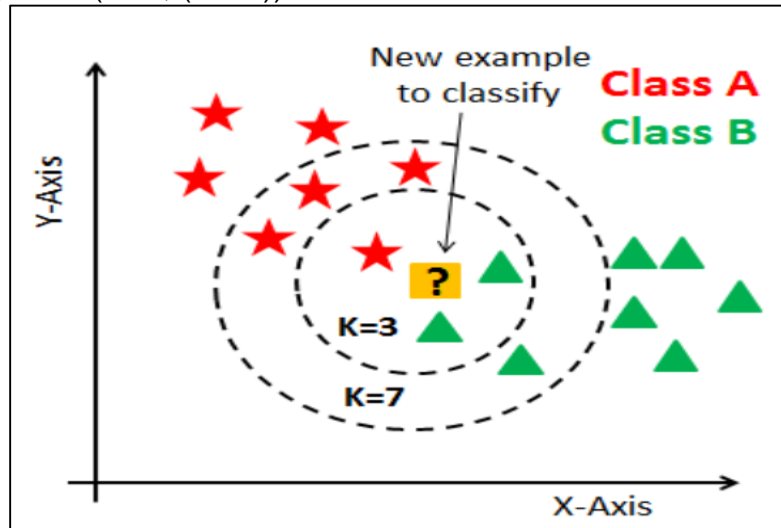 New example
to classify
Class A
Class B
Y-Axis
?
K=3
K=7
X-Axis